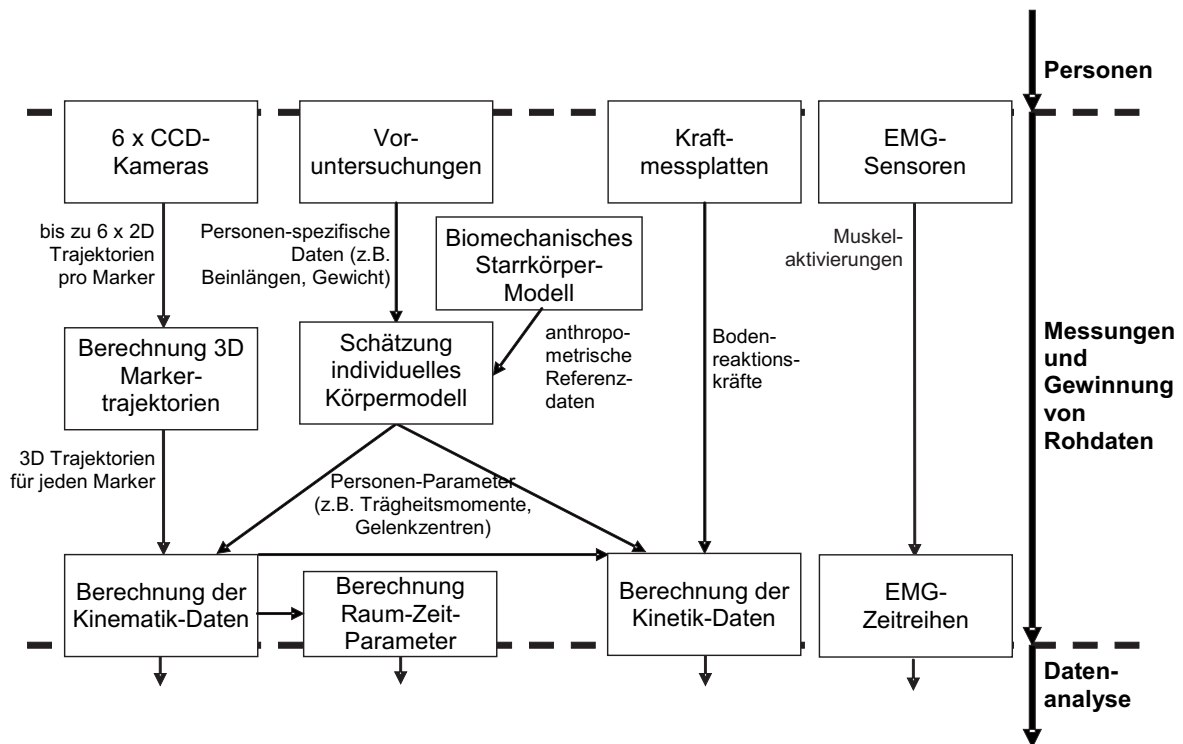 Personen
6 x CCD-
Kameras
Vor-
untersuchungen
Kraft-
messplatten
EMG-
Sensoren
bis zu 6 x 2D
Trajektorien
pro Marker
Personen-spezifische
Daten (z.B.
Beinlängen, Gewicht)
Biomechanisches
Starrkörper-
Modell
Muskel-
aktivierungen
Berechnung 3D
Marker-
trajektorien
Schätzung
individuelles
Körpermodell
anthropo-
metrische
Referenz-
daten
Boden-
reaktions-
kräfte
Messungen
und
Gewinnung
von
Rohdaten
3D Trajektorien
für jeden Marker
Personen-Parameter
(z.B. Trägheitsmomente,
Gelenkzentren)
Berechnung der
Kinematik-Daten
Berechnung
Raum-Zeit-
Parameter
Berechnung der
Kinetik-Daten
EMG-
Zeitreihen
Daten-
analyse